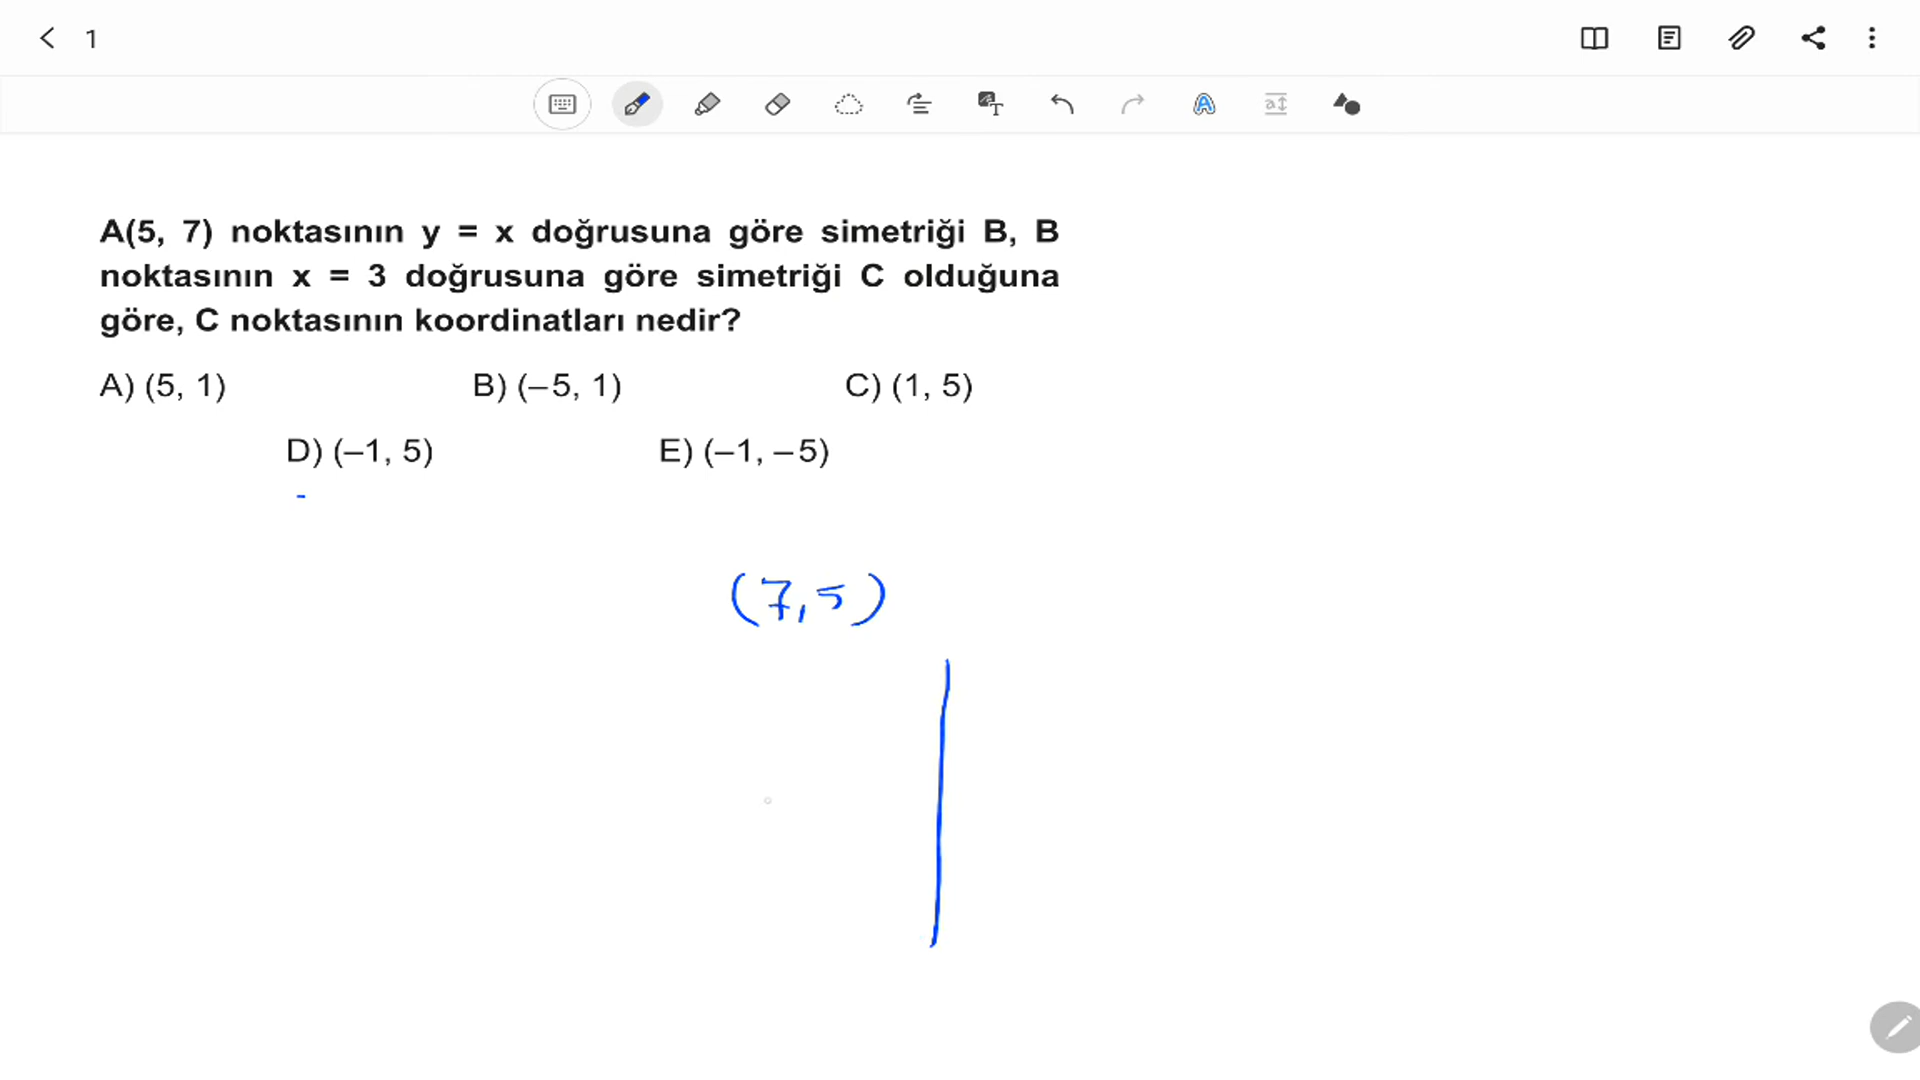 1
A(5, 7) noktasının y = x doğrusuna göre simetriği B, B
noktasının x = 3 doğrusuna göre simetriği C olduğuna
göre, C noktasının koordinatları nedir?
A) (5, 1) B) (–5, 1) C) (1, 5)
D) (–1, 5) E) (–1, –5)
(7,5)